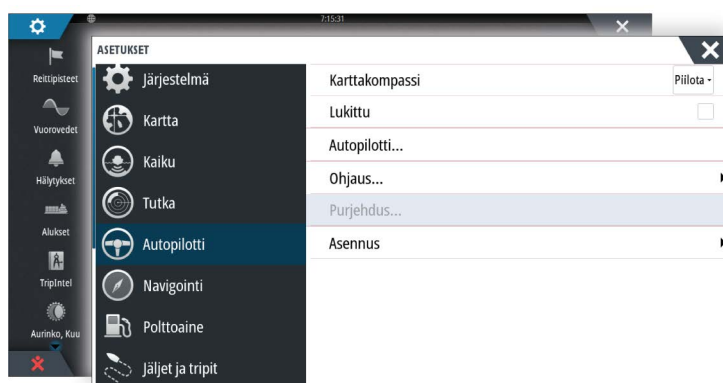 7:15:31
ASETUKSET
Reittipisteet
Vuorovedet
Hälytykset
Alukset
TripIntel
Aurinko, Kuu
Järjestelmä
Kartta
Kaiku
Tutka
Autopilotti
Navigointi
Polttoaine
Jäljet ja tripit
Karttakompassi
Piilota
Lukittu
Autopilotti...
Ohjaus...
Purjehdus...
Asennus